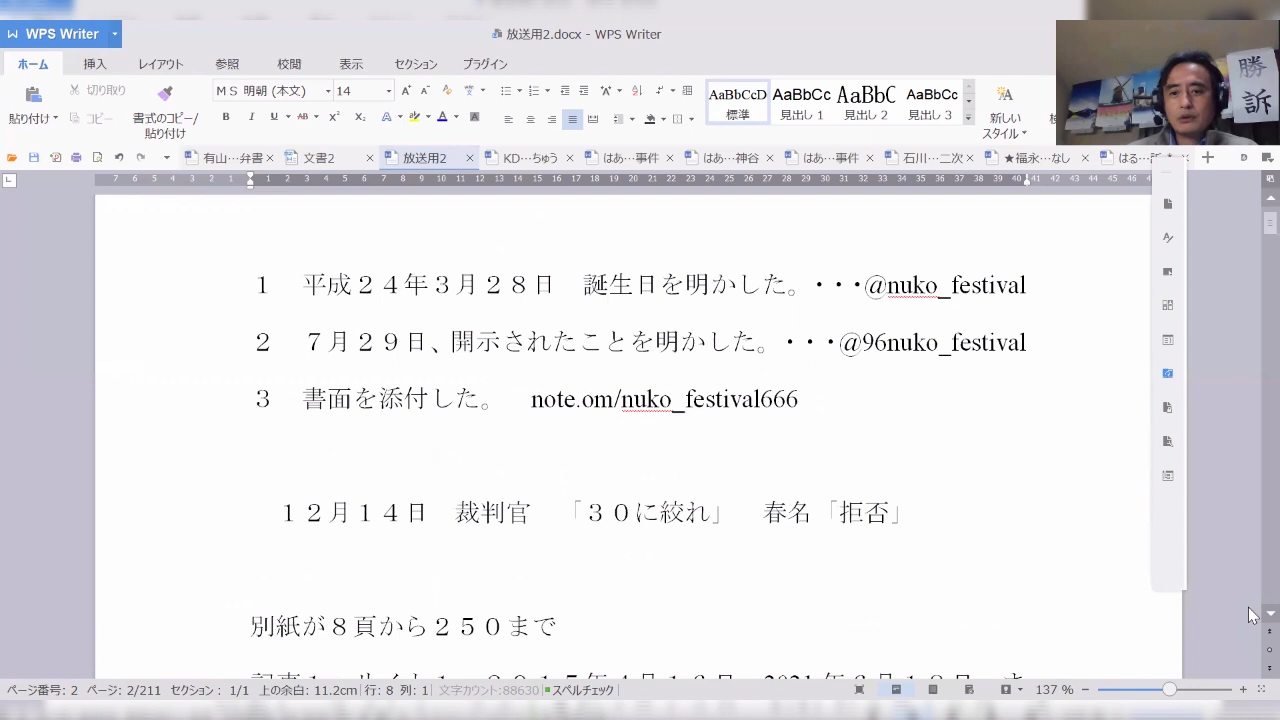 WPS Writer
放送用2.docx - WPS Writer
ホーム 挿入 レイアウト 参照 校閲 表示 セクション プラグイン
貼り付け 切り取り コピー 書式のコピー/貼り付け
ＭＳ 明朝 (本文) 14
AaBbCcD AaBbCc AaBbC AaBbCc
標準 見出し 1 見出し 2 見出し 3
新しいスタイル
有山…弁書 文書2 放送用2 KD…ちゅう はあ…事件 はあ…神谷 はあ…事件 石川…二次 ★福永…なし
勝訴
１　平成２４年３月２８日　誕生日を明かした。・・・@nuko_festival
２　７月２９日、開示されたことを明かした。・・・@96nuko_festival
３　書面を添付した。　note.om/nuko_festival666
１２月１４日　裁判官　「３０に絞れ」　春名「拒否」
別紙が８頁から２５０まで
ページ番号: 2 ページ: 2/211 セクション: 1/1 上の余白: 11.2cm 行: 8 列: 1 文字カウント:88630 スペルチェック 137 %